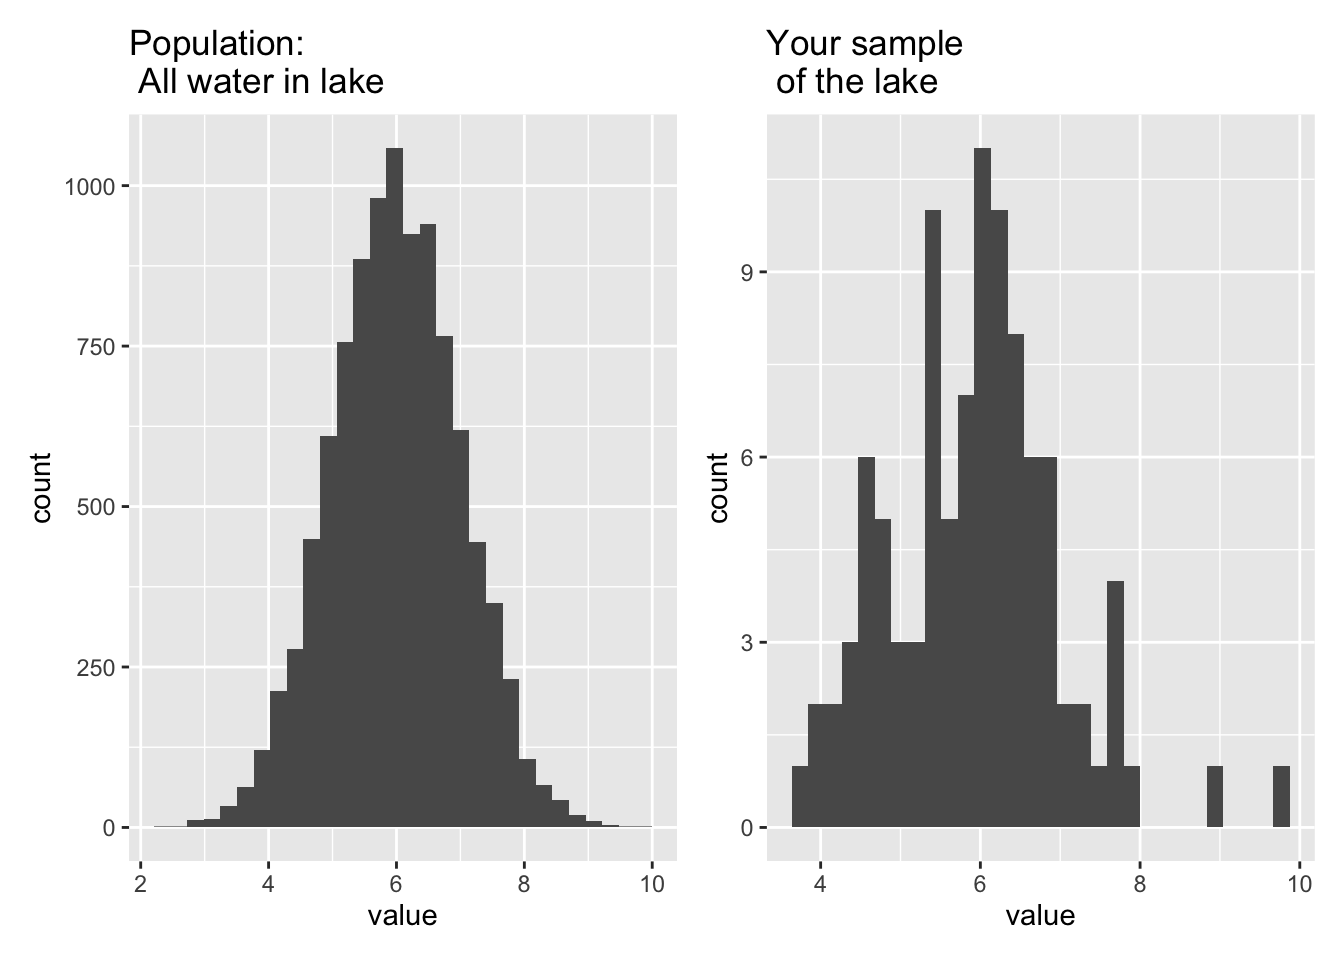 Population:
All water in lake
1000
750
500
250
0
count
2 4 6 8 10
value
Your sample
of the lake
9
6
3
0
count
4 6 8 10
value